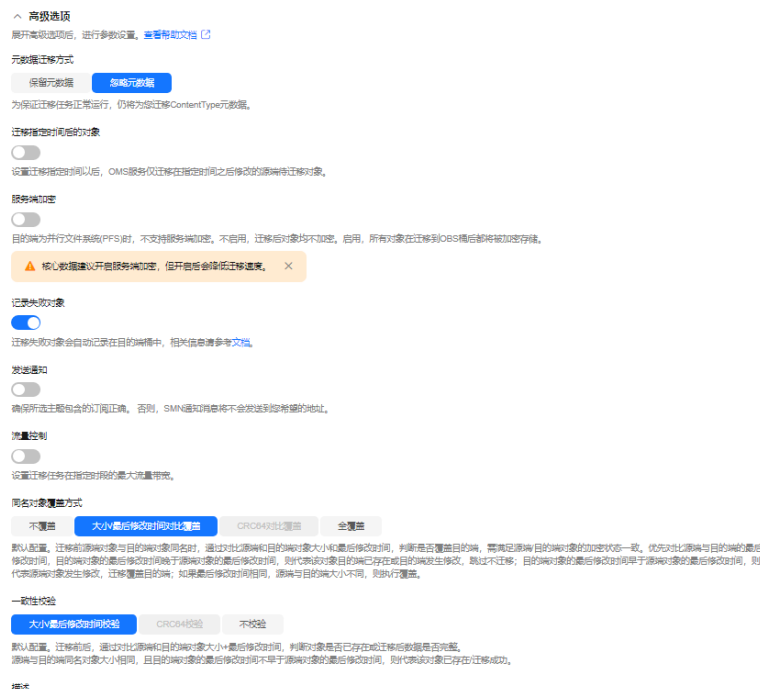 高级选项
展开高级选项后，进行参数设置。查看帮助文档
元数据迁移方式
保留元数据 忽略元数据
为保证迁移任务正常运行，仍将为您迁移ContentType元数据。
迁移指定时间后的对象
设置迁移指定时间以后，OMS服务仅迁移在指定时间之后修改的源端待迁移对象。
服务端加密
目的端为并行文件系统(PFS)时，不支持服务端加密。不启用，迁移后对象均不加密。启用，所有对象在迁移到OBS桶后都将被加密存储。
核心数据建议开启服务端加密，但开启后会降低迁移速度。
记录失败对象
迁移失败对象会自动记录在目的端桶中，相关信息请参考文档。
发送通知
确保所选主题包含的订阅正确。 否则，SMN通知消息将不会发送到您希望的地址。
流量控制
设置迁移任务在指定时段的最大流量带宽。
同名对象覆盖方式
不覆盖 大小/最后修改时间对比覆盖 CRC64对比覆盖 全覆盖
默认配置。迁移前源端对象与目的端对象同名时，通过对比源端和目的端对象大小和最后修改时间，判断是否覆盖目的端，需满足源端/目的端对象的加密状态一致。优先对比源端与目的端的最后
修改时间，目的端对象的最后修改时间晚于源端对象的最后修改时间，则代表该对象目的端已存在或目的端发生修改，跳过不迁移；目的端对象的最后修改时间早于源端对象的最后修改时间，则
代表源端对象发生修改，迁移覆盖目的端；如果最后修改时间相同，源端与目的端大小不同，则执行覆盖。
一致性校验
大小/最后修改时间校验 CRC64校验 不校验
默认配置。迁移前后，通过对比源端和目的端对象大小+最后修改时间，判断对象是否已存在或迁移后数据是否完整。
源端与目的端同名对象大小相同，且目的端对象的最后修改时间不早于源端对象的最后修改时间，则代表该对象已存在/迁移成功。
描述